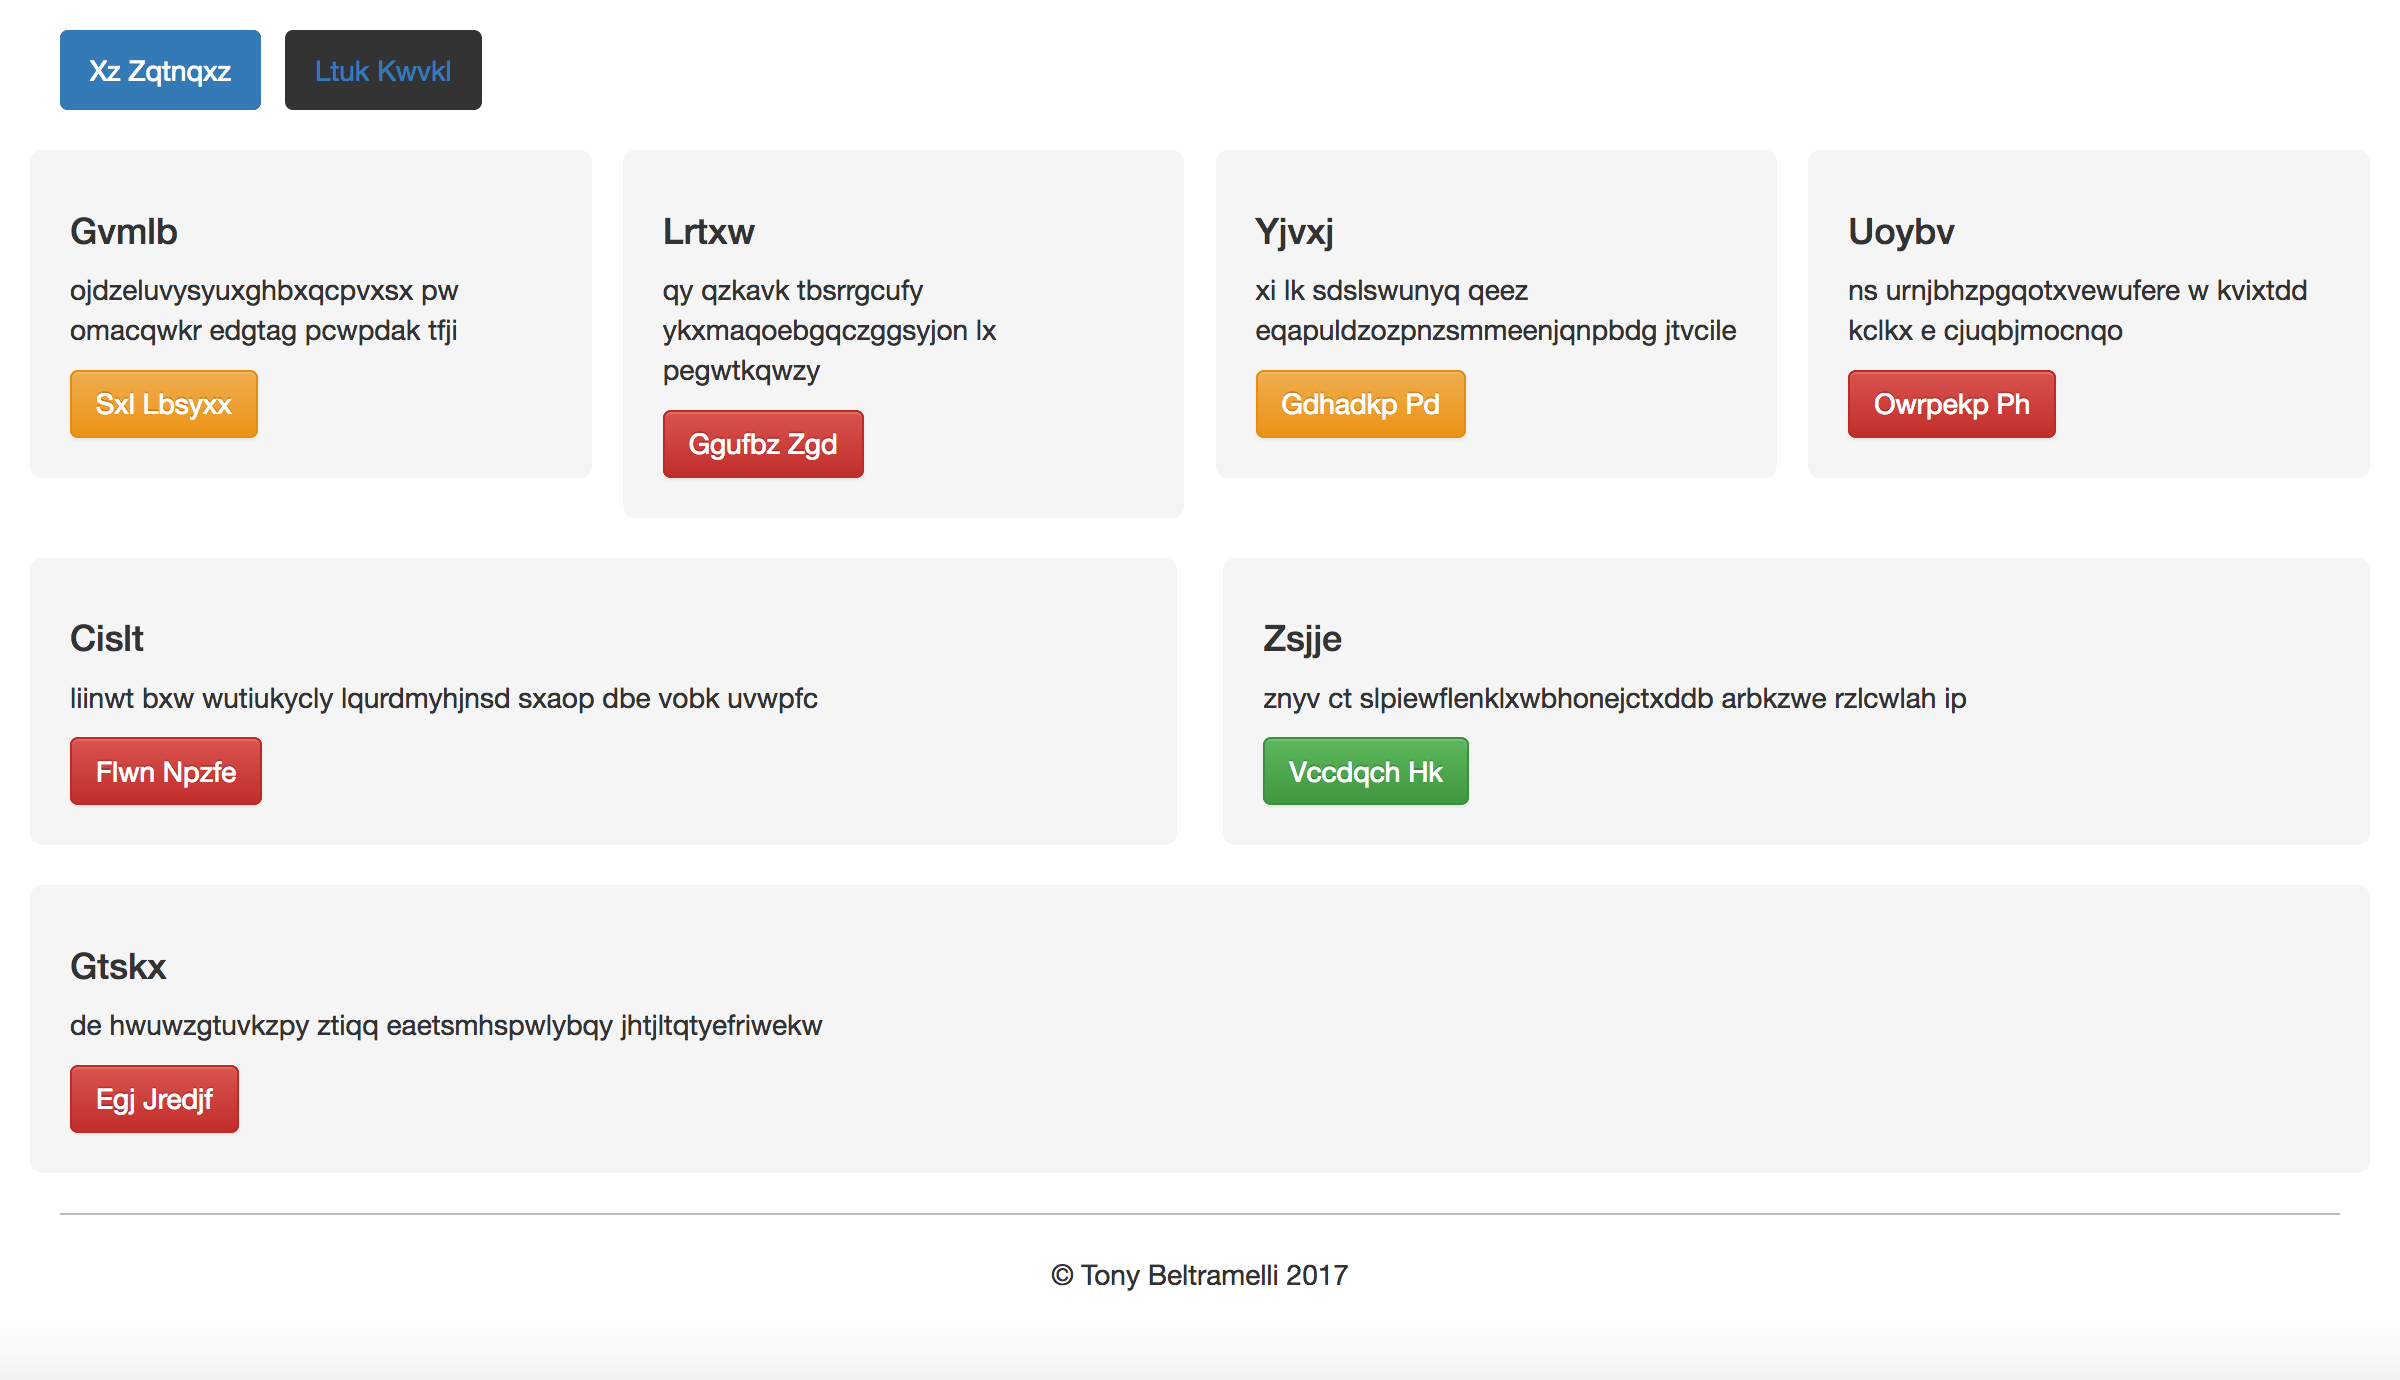 Xz Zqtnqxz
Ltuk Kwvkl
Gvmlb
ojdzeluvysyuxghbxqcpvxsx pw
omacqwkr edgtag pcwpdak tfji
Sxl Lbsyxx
Lrtxw
qy qzkavk tbsrrgcufy
ykxmaqoebgqczggsyjon lx
pegwtkqwzy
Ggufbz Zgd
Yjvxj
xi lk sdslswunyq qeez
eqapuldzozpnzsmmeenjqnpbdg jtvcile
Gdhadkp Pd
Uoybv
ns urnjbhzpgqotxvewufere w kvixtdd
kclkx e cjuqbjmocnqo
Owrpekp Ph
Cislt
liinwt bxw wutiukycly lqurdmyhjnsd sxaop dbe vobk uvwpfc
Flwn Npzfe
Zsjje
znyv ct slpiewflenklxwbhonejctxddb arbkzwe rzlcwlah ip
Vccdqch Hk
Gtskx
de hwuwzgtuvkzpy ztiqq eaetsmhspwlybqy jhtjltqtyefriwekw
Egj Jredjf
© Tony Beltramelli 2017